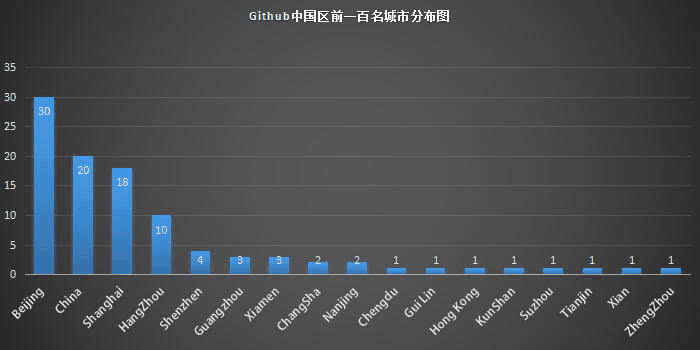 Github中国区前一百名城市分布图
35
30
25
20
15
10
5
0
30
20
18
10
4
3
3
2
2
1
1
1
1
1
1
1
1
Beijing
China
Shanghai
HangZhou
Shenzhen
Guangzhou
Xiamen
ChangSha
Nanjing
Chengdu
Gui Lin
Hong Kong
KunShan
Suzhou
Tianjin
Xian
ZhengZhou